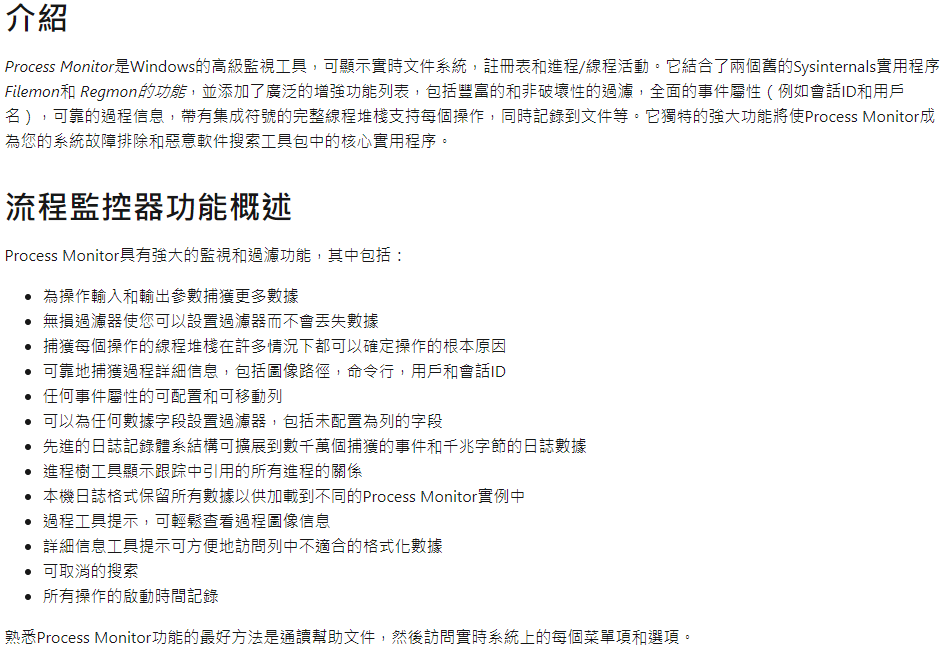 介紹
Process Monitor是Windows的高級監視工具，可顯示實時文件系統，註冊表和進程/線程活動。它結合了兩個舊的Sysinternals實用程序
Filemon和 Regmon的功能，並添加了廣泛的增強功能列表，包括豐富的和非破壞性的過濾，全面的事件屬性（例如會話ID和用戶
名），可靠的過程信息，帶有集成符號的完整線程堆棧支持每個操作，同時記錄到文件等。它獨特的強大功能將使Process Monitor成
為您的系統故障排除和惡意軟件搜索工具包中的核心實用程序。
流程監控器功能概述
Process Monitor具有強大的監視和過濾功能，其中包括：
• 為操作輸入和輸出參數捕獲更多數據
• 無損過濾器使您可以設置過濾器而不會丟失數據
• 捕獲每個操作的線程堆棧在許多情況下都可以確定操作的根本原因
• 可靠地捕獲過程詳細信息，包括圖像路徑，命令行，用戶和會話ID
• 任何事件屬性的可配置和可移動列
• 可以為任何數據字段設置過濾器，包括未配置為列的字段
• 先進的日誌記錄體系結構可擴展到數千萬個捕獲的事件和千兆字節的日誌數據
• 進程樹工具顯示跟踪中引用的所有進程的關係
• 本機日誌格式保留所有數據以供加載到不同的Process Monitor實例中
• 過程工具提示，可輕鬆查看過程圖像信息
• 詳細信息工具提示可方便地訪問列中不適合的格式化數據
• 可取消的搜索
• 所有操作的啟動時間記錄
熟悉Process Monitor功能的最好方法是通讀幫助文件，然後訪問實時系統上的每個菜單項和選項。